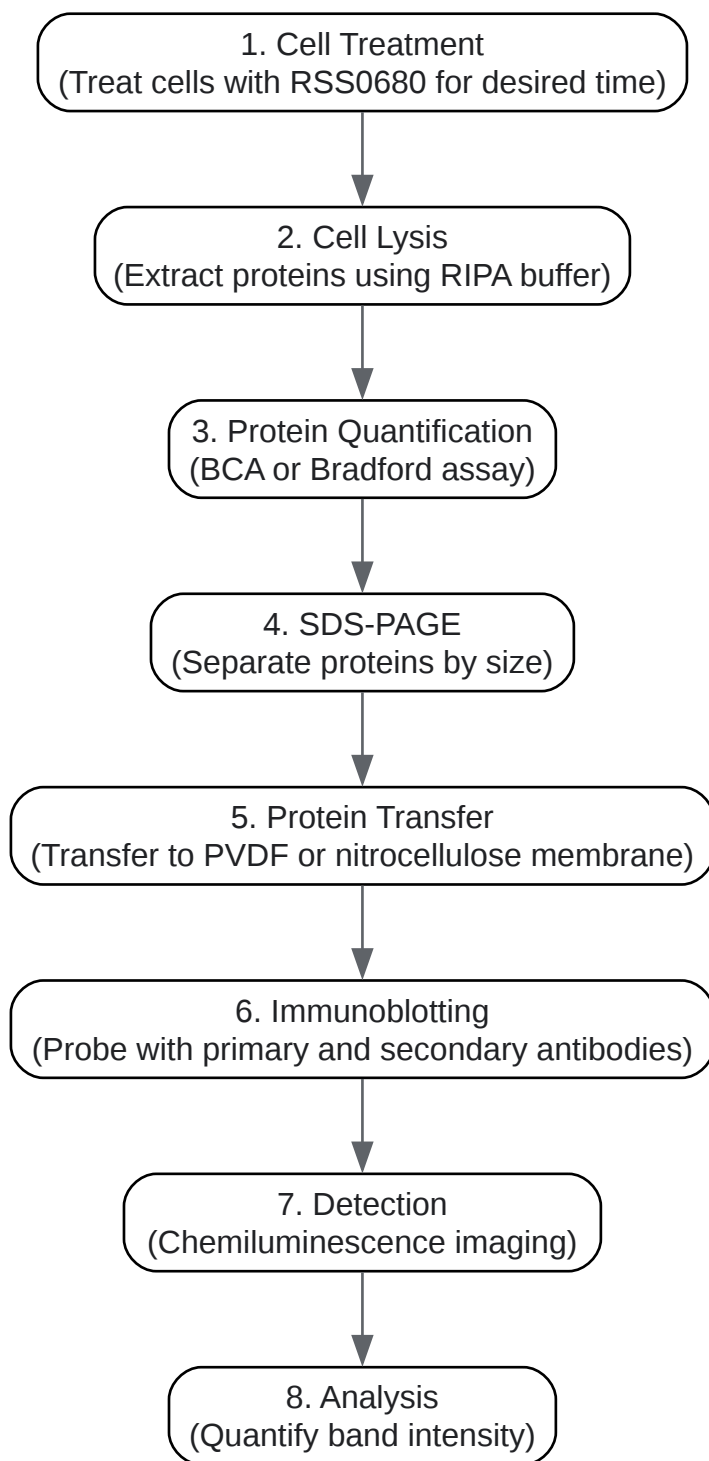 1. Cell Treatment
(Treat cells with RSS0680 for desired time)
2. Cell Lysis
(Extract proteins using RIPA buffer)
3. Protein Quantification
(BCA or Bradford assay)
4. SDS-PAGE
(Separate proteins by size)
5. Protein Transfer
(Transfer to PVDF or nitrocellulose membrane)
6. Immunoblotting
(Probe with primary and secondary antibodies)
7. Detection
(Chemiluminescence imaging)
8. Analysis
(Quantify band intensity)